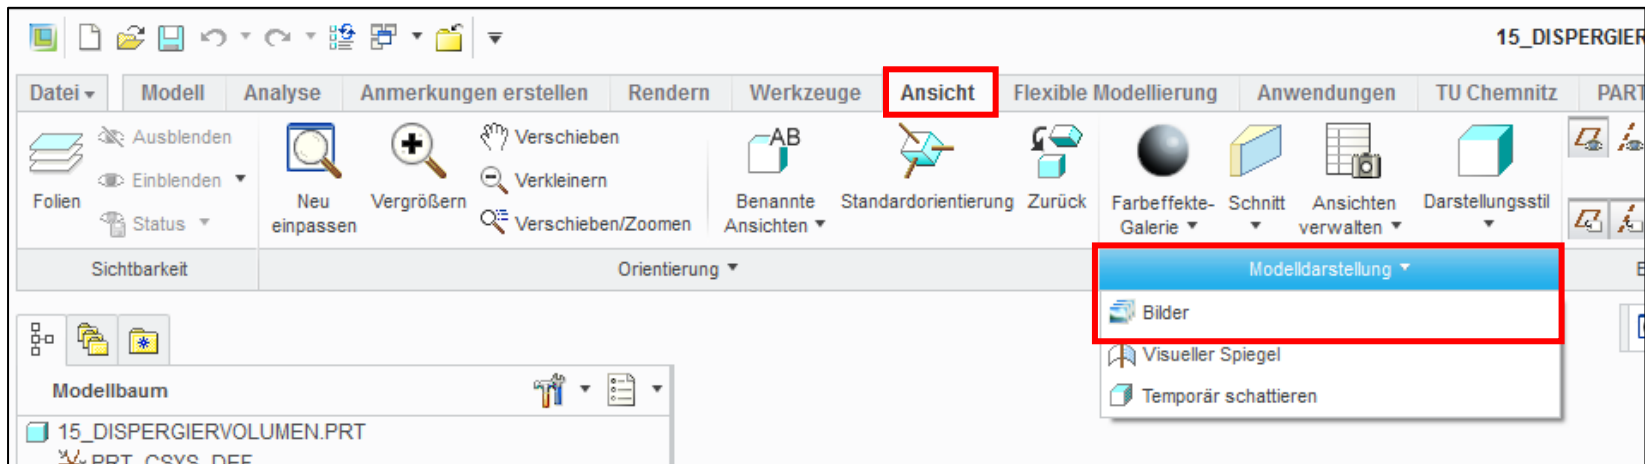 15_DISPERGIER
Datei Modell Analyse Anmerkungen erstellen Rendern Werkzeuge Ansicht Flexible Modellierung Anwendungen TU Chemnitz PART
Ausblenden
Einblenden
Status
Folien
Neu
einpassen
Vergrößern
Verschieben
Verkleinern
Verschieben/Zoomen
AB
Benannte
Ansichten
Standardorientierung
Zurück
Farbeffekte-
Galerie
Schnitt
Ansichten
verwalten
Darstellungsstil
Sichtbarkeit Orientierung Modelldarstellung E
Bilder
Visueller Spiegel
Temporär schattieren
Modellbaum
15_DISPERGIERVOLUMEN.PRT
PRT_CSYS_DEF